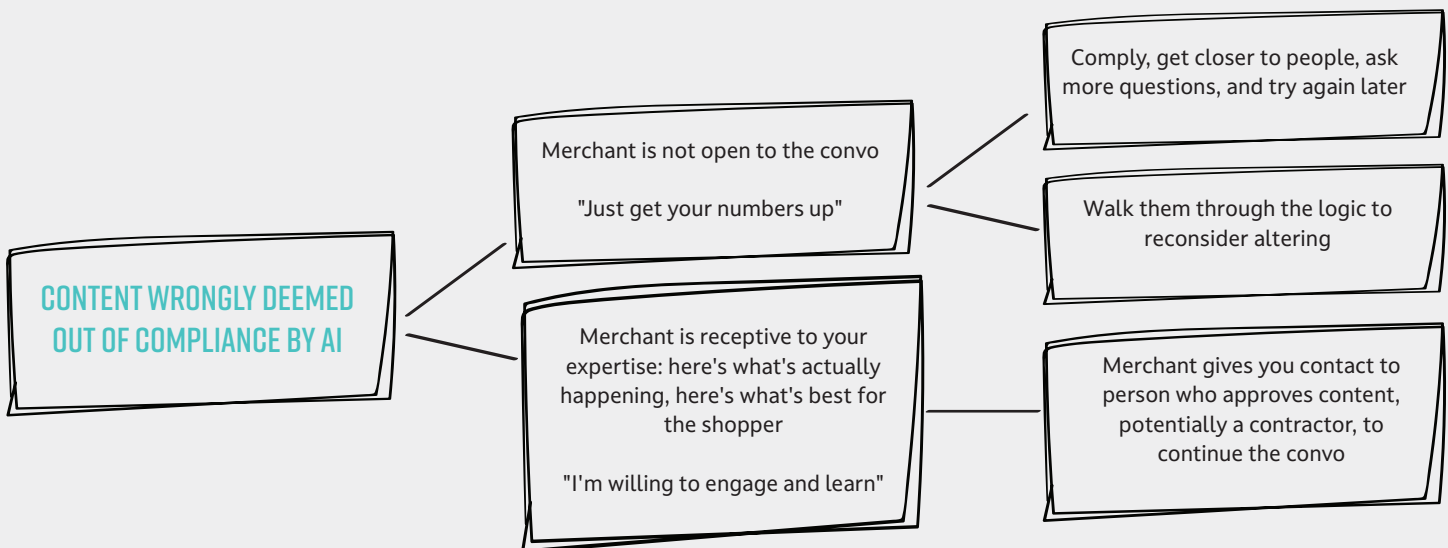 CONTENT WRONGLY DEEMED
OUT OF COMPLIANCE BY AI
Merchant is not open to the convo
"Just get your numbers up"
Merchant is receptive to your
expertise: here's what's actually
happening, here's what's best for
the shopper
"I'm willing to engage and learn"
Comply, get closer to people, ask
more questions, and try again later
Walk them through the logic to
reconsider altering
Merchant gives you contact to
person who approves content,
potentially a contractor, to
continue the convo